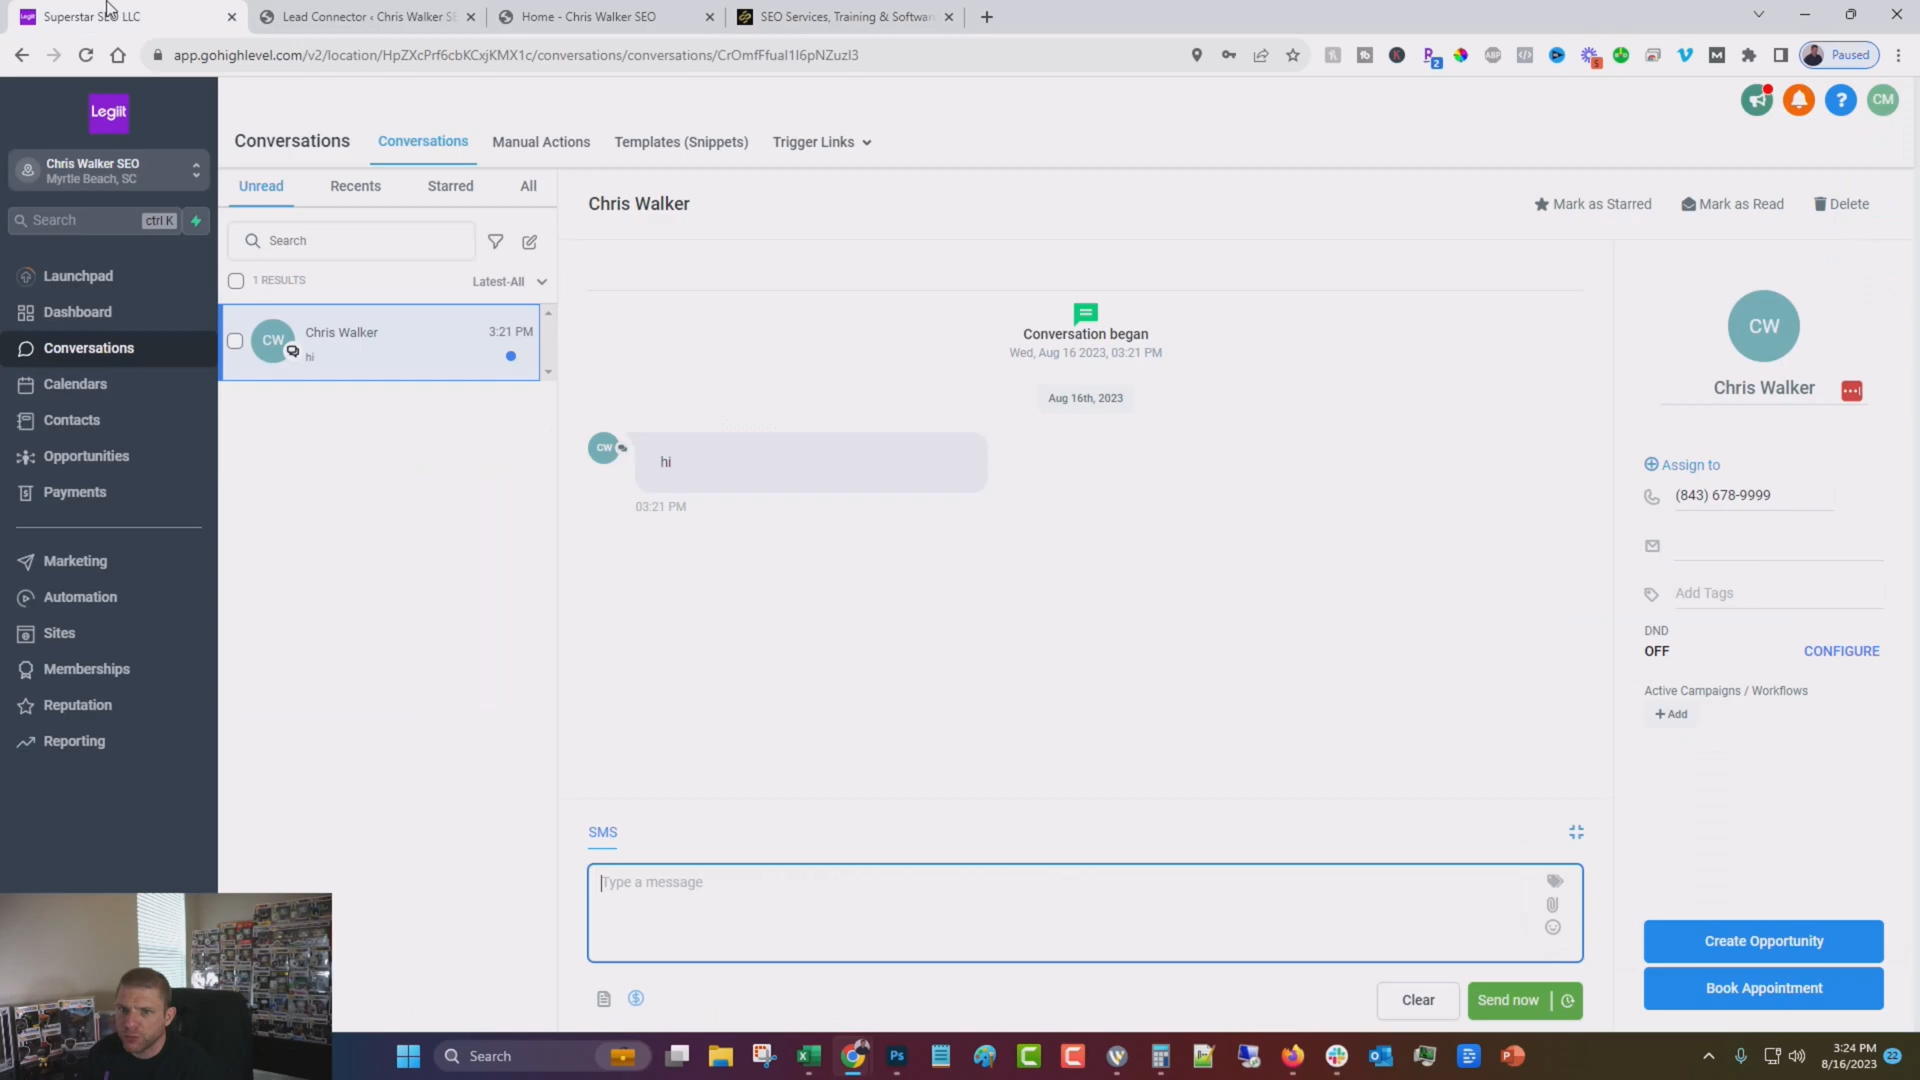 Superstar SEO LLC
Lead Connector ‹ Chris Walker SE
Home - Chris Walker SEO
SEO Services, Training & Softwar
app.gohighlevel.com/v2/location/HpZXcPrf6cbKCxjKMX1c/conversations/conversations/CrOmfFfuaI1I6pNZuzI3
Paused
Legiit
Chris Walker SEO
Myrtle Beach, SC
Search
ctrl K
Launchpad
Dashboard
Conversations
Calendars
Contacts
Opportunities
Payments
Marketing
Automation
Sites
Memberships
Reputation
Reporting
CM
Conversations
Conversations
Manual Actions
Templates (Snippets)
Trigger Links
Unread
Recents
Starred
All
Search
1 RESULTS
Latest-All
CW
Chris Walker
3:21 PM
hi
Chris Walker
Mark as Starred
Mark as Read
Delete
Conversation began
Wed, Aug 16 2023, 03:21 PM
Aug 16th, 2023
CW
hi
03:21 PM
SMS
Type a message
Clear
Send now
CW
Chris Walker
Assign to
(843) 678-9999
Add Tags
DND
OFF
CONFIGURE
Active Campaigns / Workflows
+ Add
Create Opportunity
Book Appointment
Search
3:24 PM
8/16/2023
22